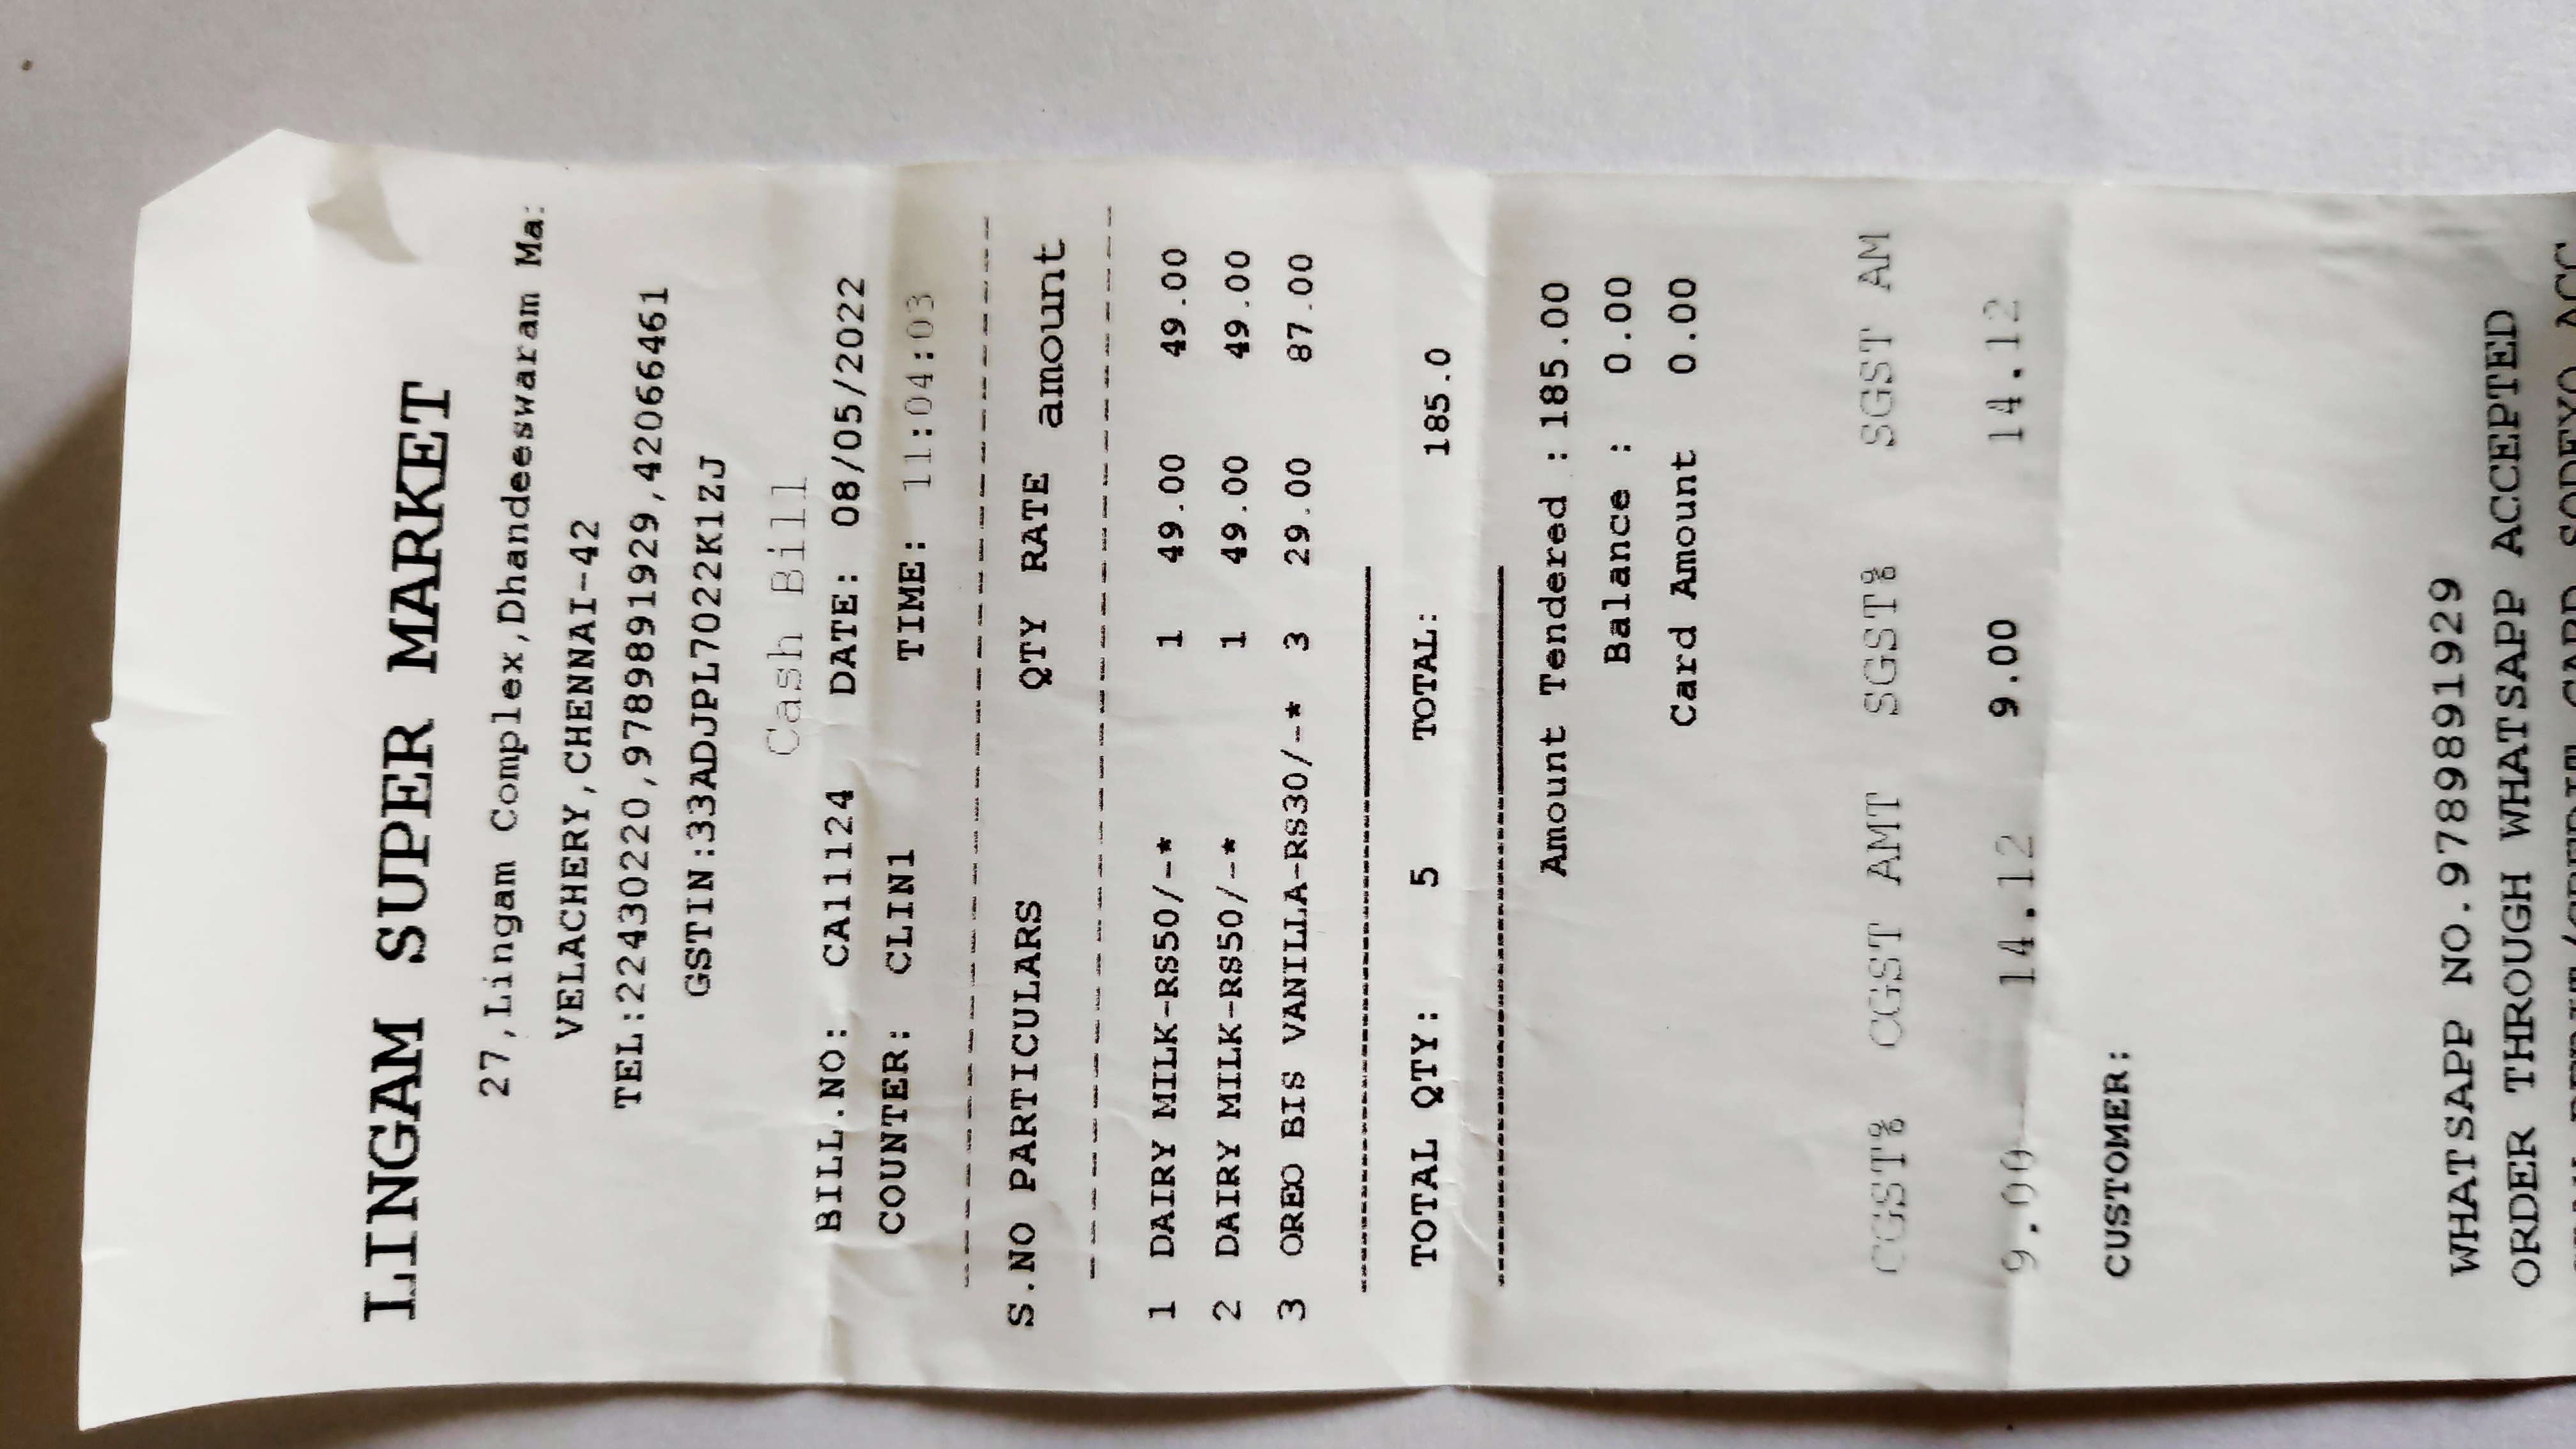 LINGAM SUPER MARKET
27,Lingam Complex,Dhandeeswaram Ma
VELACHERY,CHENNAI-42
TEL:22430220,9789891929,42066461
GSTIN:33ADJPL7022K1ZJ
Cash Bill
BILL.NO: CA11124 DATE: 08/05/2022
COUNTER: CLIN1 TIME: 11:04:03
S.NO PARTICULARS QTY RATE amount
1 DAIRY MILK-RS50/-* 1 49.00 49.00
2 DAIRY MILK-RS50/-* 1 49.00 49.00
3 OREO BIS VANILLA-RS30/-* 3 29.00 87.00
TOTAL QTY: 5 TOTAL: 185.0
Amount Tendered : 185.00
Balance : 0.00
Card Amount 0.00
CGST% CGST AMT SGST% SGST AM
9.00 14.12 9.00 14.12
CUSTOMER:
WHATSAPP NO.9789891929
ORDER THROUGH WHATSAPP ACCEPTED
DEBIT/CREDIT CARD SODEXO ACC